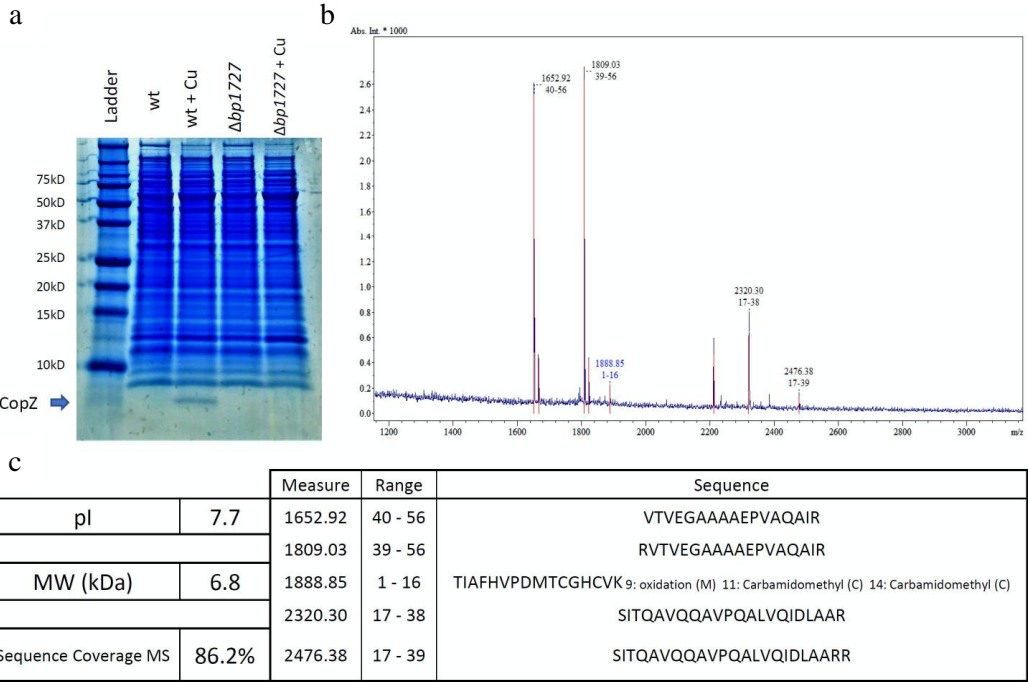 a
b
Ladder
wt
wt + Cu
Δbp1727
Δbp1727 + Cu
75kD
50kD
37kD
25kD
20kD
15kD
10kD
CopZ
Abs. Int. * 1000
2.6
2.4
2.2
2.0
1.8
1.6
1.4
1.2
1.0
0.8
0.6
0.4
0.2
0.0
1652.92
40-56
1809.03
39-56
1888.85
1-16
2320.30
17-38
2476.38
17-39
1200 1400 1600 1800 2000 2200 2400 2600 2800 3000 m/z
c
Measure Range Sequence
pI 7.7 1652.92 40 - 56 VTVEGAAAAEPVAQAIR
1809.03 39 - 56 RVTVEGAAAAEPVAQAIR
MW (kDa) 6.8 1888.85 1 - 16 TIAFHVPDMTCGHCVK 9: oxidation (M) 11: Carbamidomethyl (C) 14: Carbamidomethyl (C)
2320.30 17 - 38 SITQAVQQAVPQALVQIDLAAR
Sequence Coverage MS 86.2% 2476.38 17 - 39 SITQAVQQAVPQALVQIDLAARR